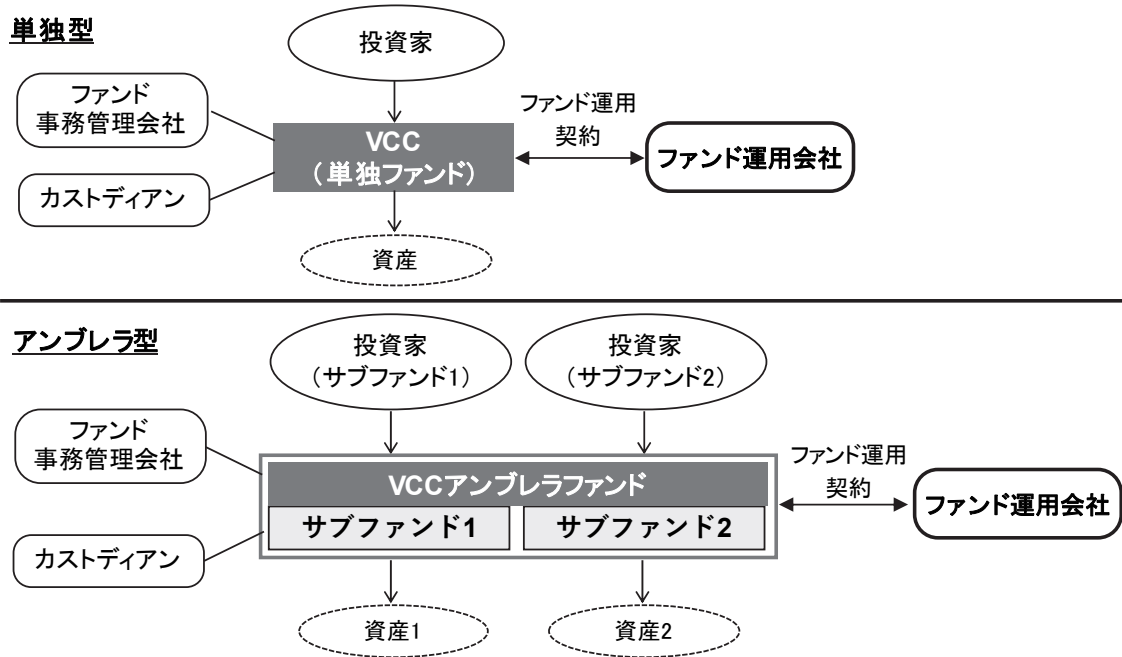 単独型
投資家
ファンド
事務管理会社
カストディアン
VCC
（単独ファンド）
ファンド運用
契約
ファンド運用会社
資産
アンブレラ型
投資家
（サブファンド1）
投資家
（サブファンド2）
ファンド
事務管理会社
カストディアン
VCCアンブレラファンド
サブファンド1
サブファンド2
ファンド運用
契約
ファンド運用会社
資産1
資産2